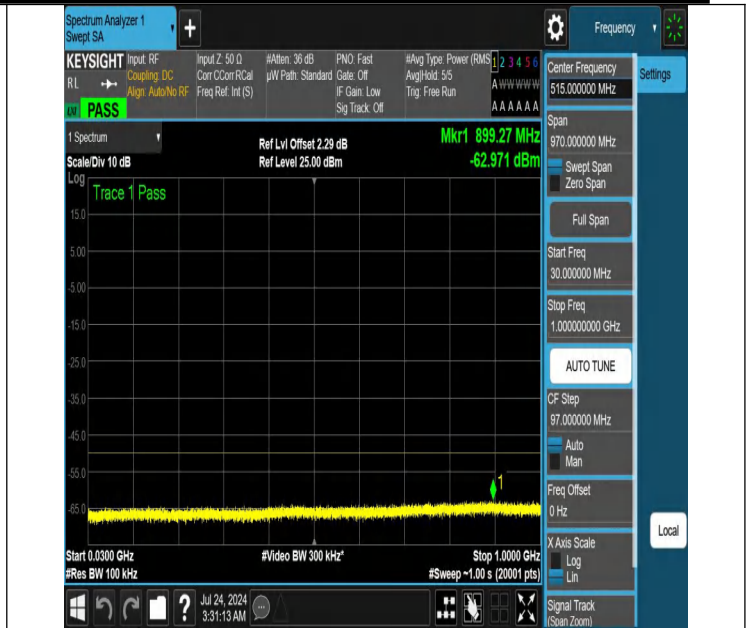 Spectrum Analyzer 1
Swept SA
+
Frequency
KEYSIGHT
RL
PASS
Input: RF
Coupling: DC
Align: Auto/No RF
Input Z: 50 Ω
Corr CCorr RCal
Freq Ref: Int (S)
#Atten: 36 dB
µW Path: Standard
PNO: Fast
Gate: Off
IF Gain: Low
Sig Track: Off
#Avg Type: Power (RMS
Avg|Hold: 5/5
Trig: Free Run
1 2 3 4 5 6
A W W W W W
A A A A A A
1 Spectrum
Scale/Div 10 dB
Ref Lvl Offset 2.29 dB
Ref Level 25.00 dBm
Mkr1 899.27 MHz
-62.971 dBm
Log
Trace 1 Pass
15.0
5.00
-5.00
-15.0
-25.0
-35.0
-45.0
-55.0
-65.0
1
Start 0.0300 GHz
#Res BW 100 kHz
#Video BW 300 kHz*
Stop 1.0000 GHz
#Sweep ~1.00 s (20001 pts)
Center Frequency
515.000000 MHz
Settings
Span
970.000000 MHz
Swept Span
Zero Span
Full Span
Start Freq
30.000000 MHz
Stop Freq
1.000000000 GHz
AUTO TUNE
CF Step
97.000000 MHz
Auto
Man
Freq Offset
0 Hz
X Axis Scale
Log
Lin
Local
Signal Track
(Span Zoom)
?
Jul 24, 2024
3:31:13 AM